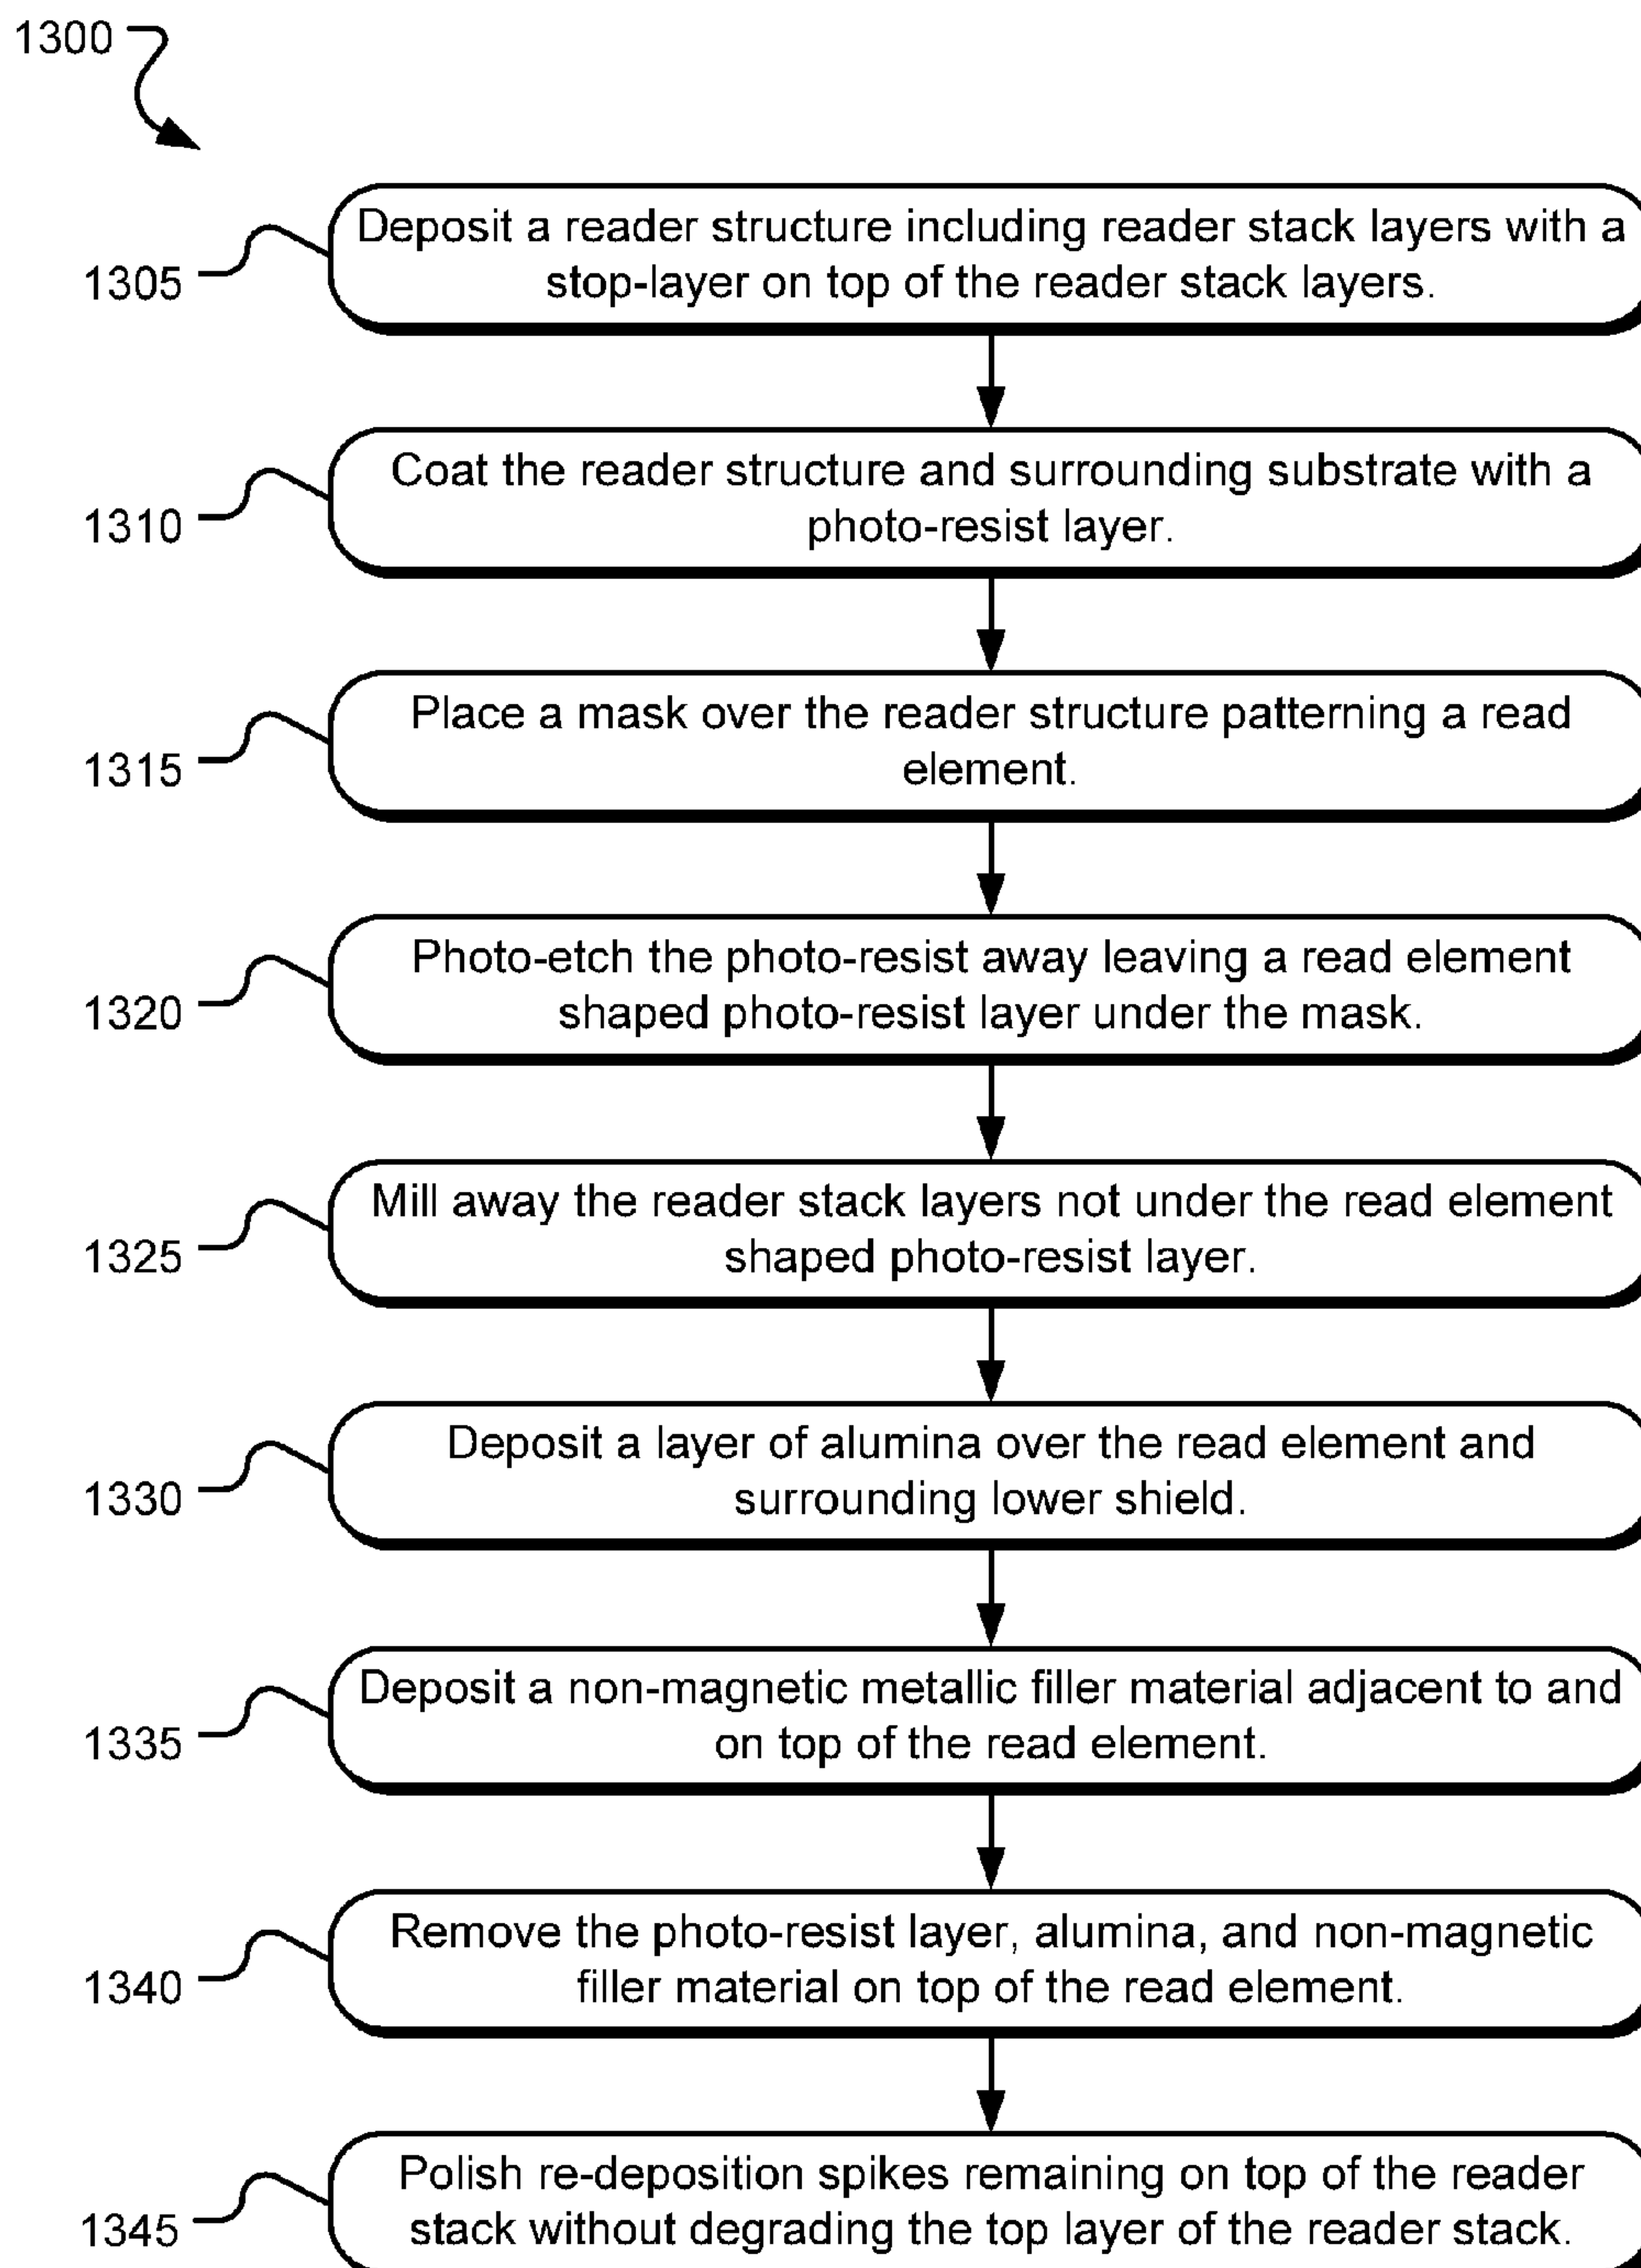 1300
Deposit a reader structure including reader stack layers with a
stop-layer on top of the reader stack layers.
1305
Coat the reader structure and surrounding substrate with a
photo-resist layer.
1310
Place a mask over the reader structure patterning a read
element.
1315
Photo-etch the photo-resist away leaving a read element
shaped photo-resist layer under the mask.
1320
Mill away the reader stack layers not under the read element
shaped photo-resist layer.
1325
Deposit a layer of alumina over the read element and
surrounding lower shield.
1330
Deposit a non-magnetic metallic filler material adjacent to and
on top of the read element.
1335
Remove the photo-resist layer, alumina, and non-magnetic
filler material on top of the read element.
1340
Polish re-deposition spikes remaining on top of the reader
stack without degrading the top layer of the reader stack.
1345